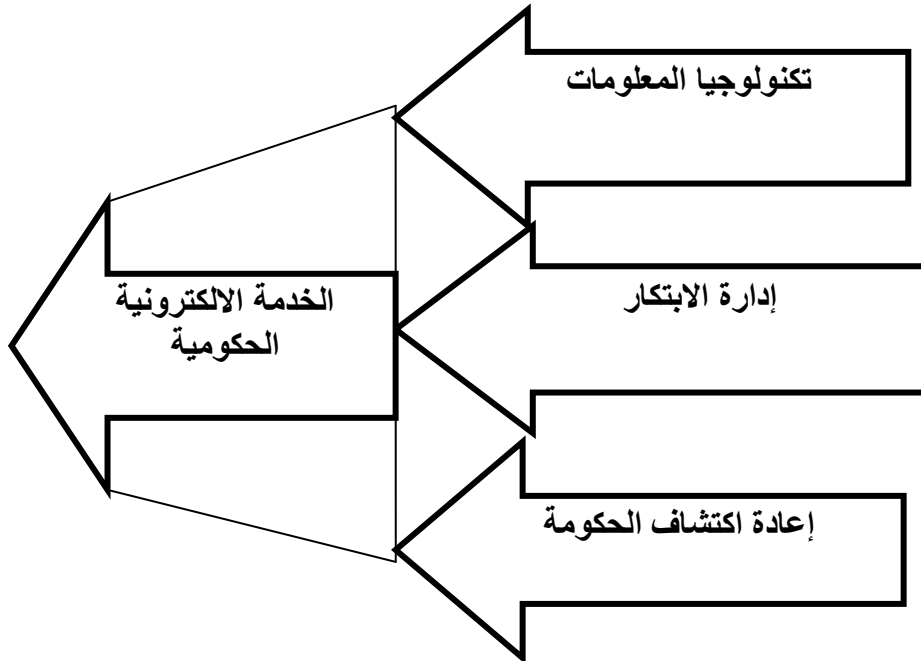 تكنولوجيا المعلومات
إدارة الابتكار
الخدمة الالكترونية
الحكومية
إعادة اكتشاف الحكومة